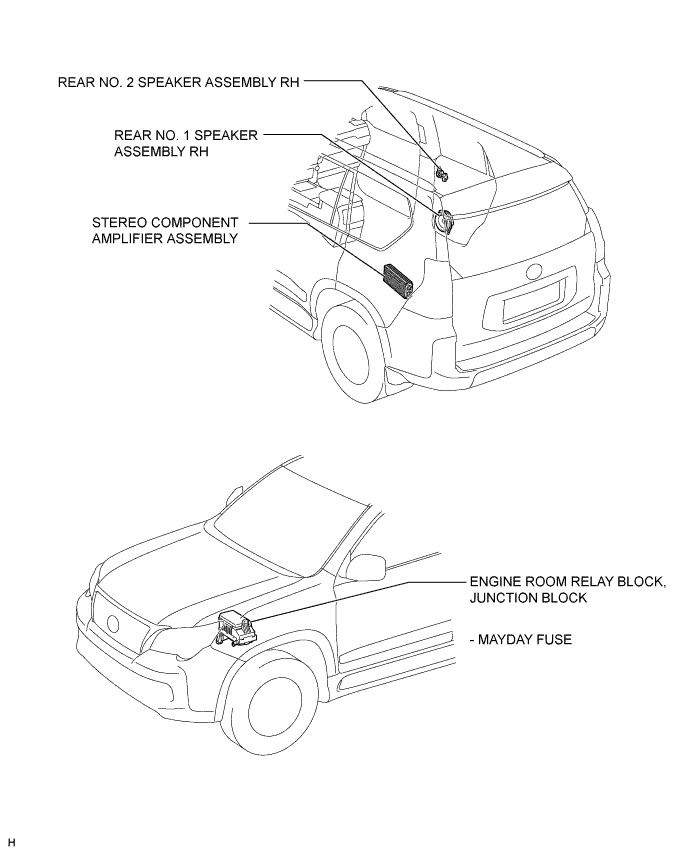 REAR NO. 2 SPEAKER ASSEMBLY RH
REAR NO. 1 SPEAKER
ASSEMBLY RH
STEREO COMPONENT
AMPLIFIER ASSEMBLY
ENGINE ROOM RELAY BLOCK,
JUNCTION BLOCK
- MAYDAY FUSE
H